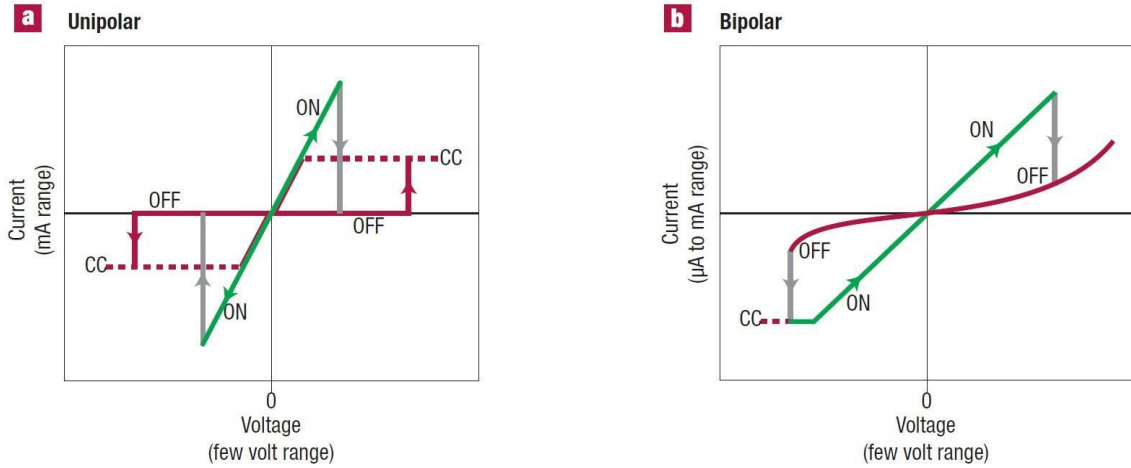 a Unipolar
ON
CC
OFF
OFF
CC
ON
Current
(mA range)
0
Voltage
(few volt range)
b Bipolar
ON
OFF
OFF
ON
CC
Current
(μA to mA range)
0
Voltage
(few volt range)